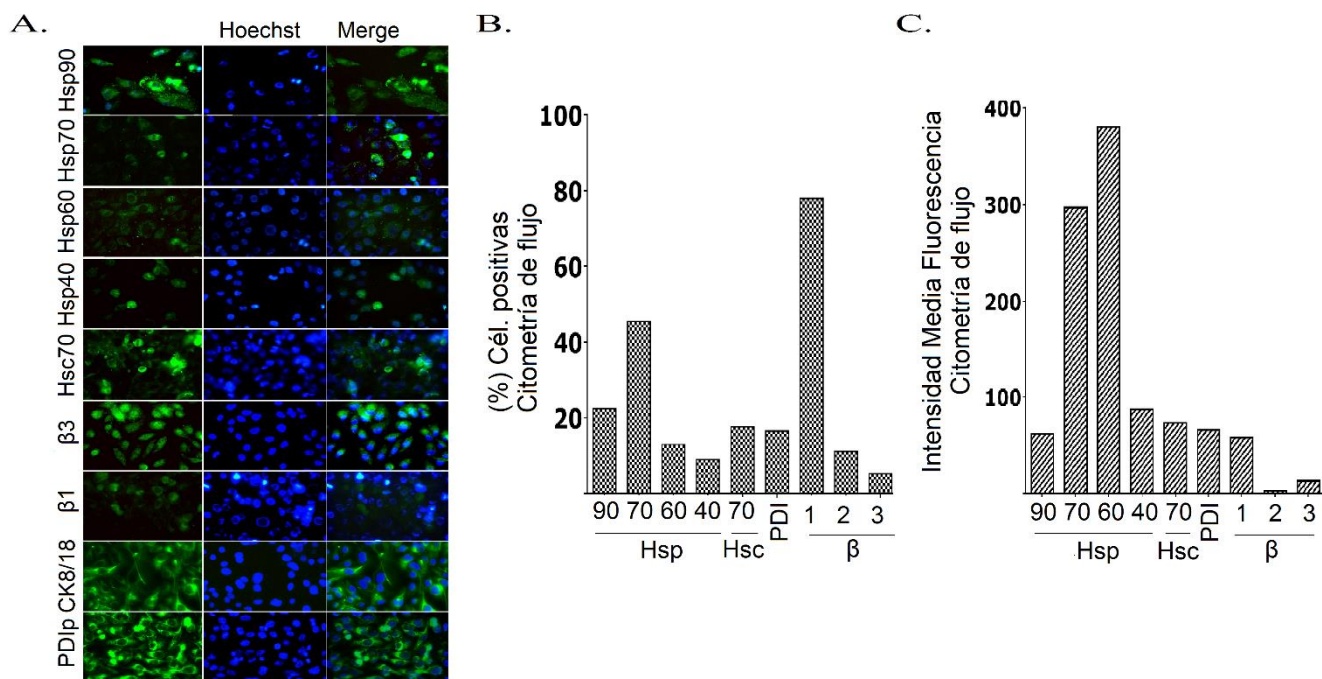 A.
Hoechst Merge
Hsp90
Hsp70
Hsp60
Hsp40
Hsc70
β3
β1
CK8/18
PDIp
B.
(%) Cél. positivas
Citometría de flujo
100
80
60
40
20
90 70 60 40 70 PDI 1 2 3
Hsp Hsc β
C.
Intensidad Media Fluorescencia
Citometría de flujo
400
300
200
100
90 70 60 40 70 PDI 1 2 3
Hsp Hsc β